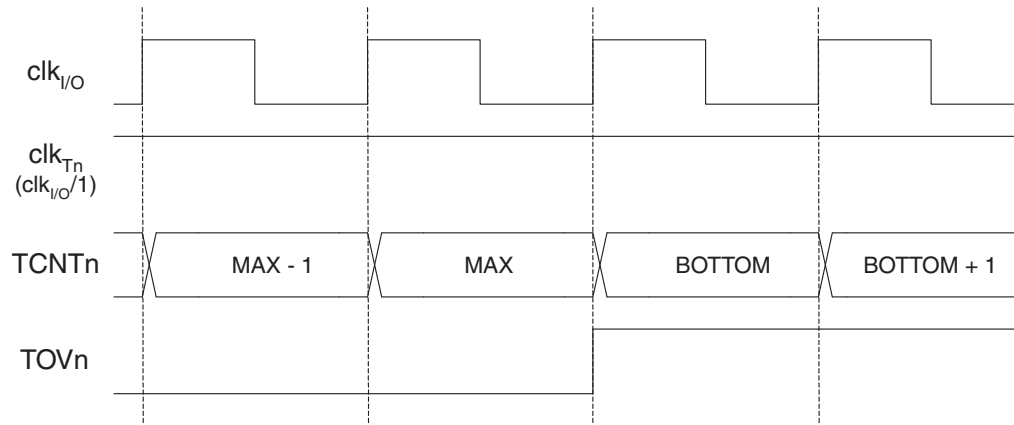 clkI/O
clkTn
(clkI/O/1)
TCNTn
MAX - 1
MAX
BOTTOM
BOTTOM + 1
TOVn